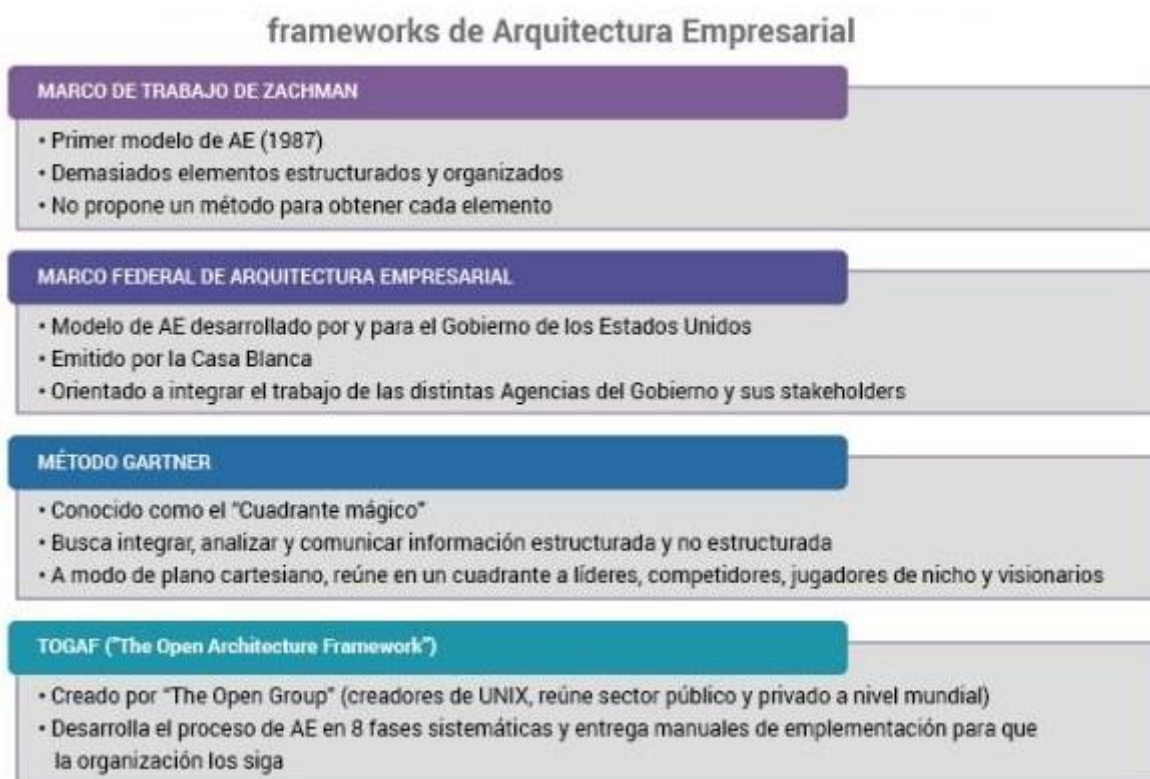 frameworks de Arquitectura Empresarial
MARCO DE TRABAJO DE ZACHMAN
• Primer modelo de AE (1987)
• Demasiados elementos estructurados y organizados
• No propone un método para obtener cada elemento
MARCO FEDERAL DE ARQUITECTURA EMPRESARIAL
• Modelo de AE desarrollado por y para el Gobierno de los Estados Unidos
• Emitido por la Casa Blanca
• Orientado a integrar el trabajo de las distintas Agencias del Gobierno y sus stakeholders
MÉTODO GARTNER
• Conocido como el "Cuadrante mágico"
• Busca integrar, analizar y comunicar información estructurada y no estructurada
• A modo de plano cartesiano, reúne en un cuadrante a líderes, competidores, jugadores de nicho y visionarios
TOGAF ("The Open Architecture Framework")
• Creado por "The Open Group" (creadores de UNIX, reúne sector público y privado a nivel mundial)
• Desarrolla el proceso de AE en 8 fases sistemáticas y entrega manuales de emplementación para que
la organización los siga